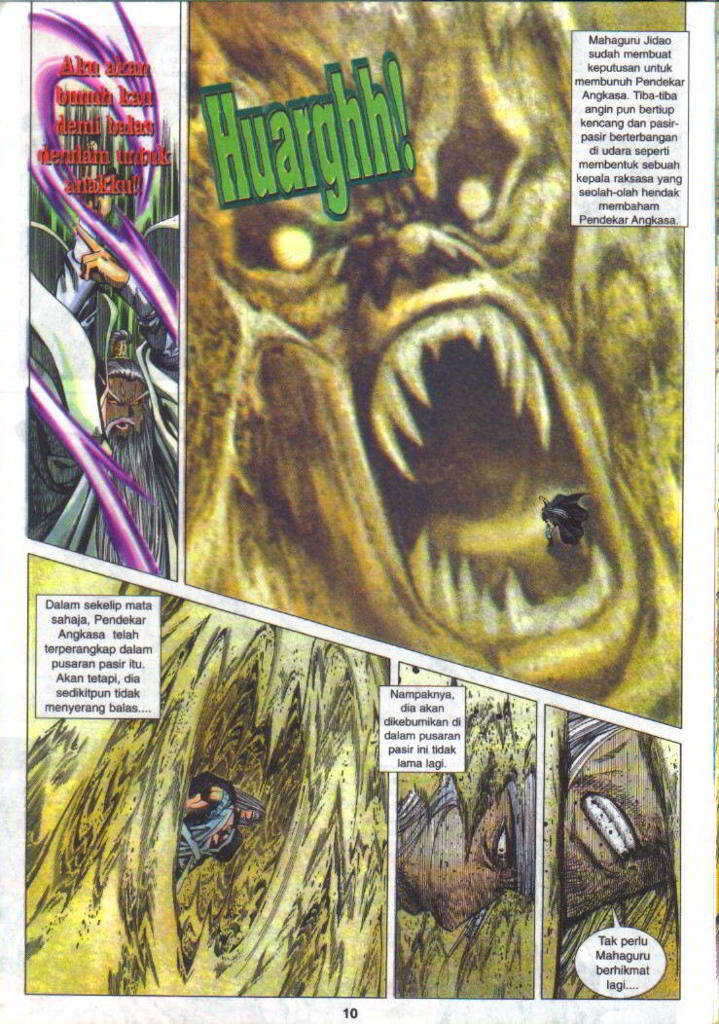 Aku akan
bunuh kau
demi balas
dendam untuk
anakku!
Huarghh!
Mahaguru Jidao
sudah membuat
keputusan untuk
membunuh Pendekar
Angkasa. Tiba-tiba
angin pun bertiup
kencang dan pasir-
pasir berterbangan
di udara seperti
membentuk sebuah
kepala raksasa yang
seolah-olah hendak
membaham
Pendekar Angkasa.
Dalam sekelip mata
sahaja, Pendekar
Angkasa telah
terperangkap dalam
pusaran pasir itu.
Akan tetapi, dia
sedikitpun tidak
menyerang balas....
Nampaknya,
dia akan
dikebumikan di
dalam pusaran
pasir ini tidak
lama lagi.
Tak perlu
Mahaguru
berhikmat
lagi....
10